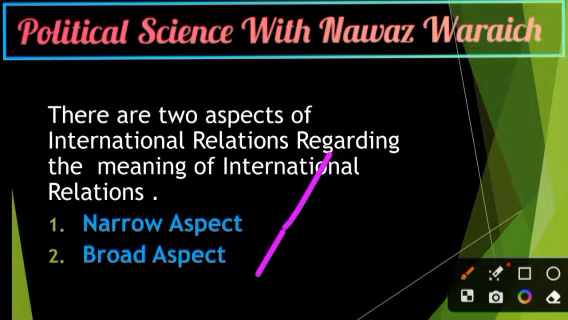 Political Science With Nawaz Waraich
There are two aspects of
International Relations Regarding
the meaning of International
Relations .
1. Narrow Aspect
2. Broad Aspect